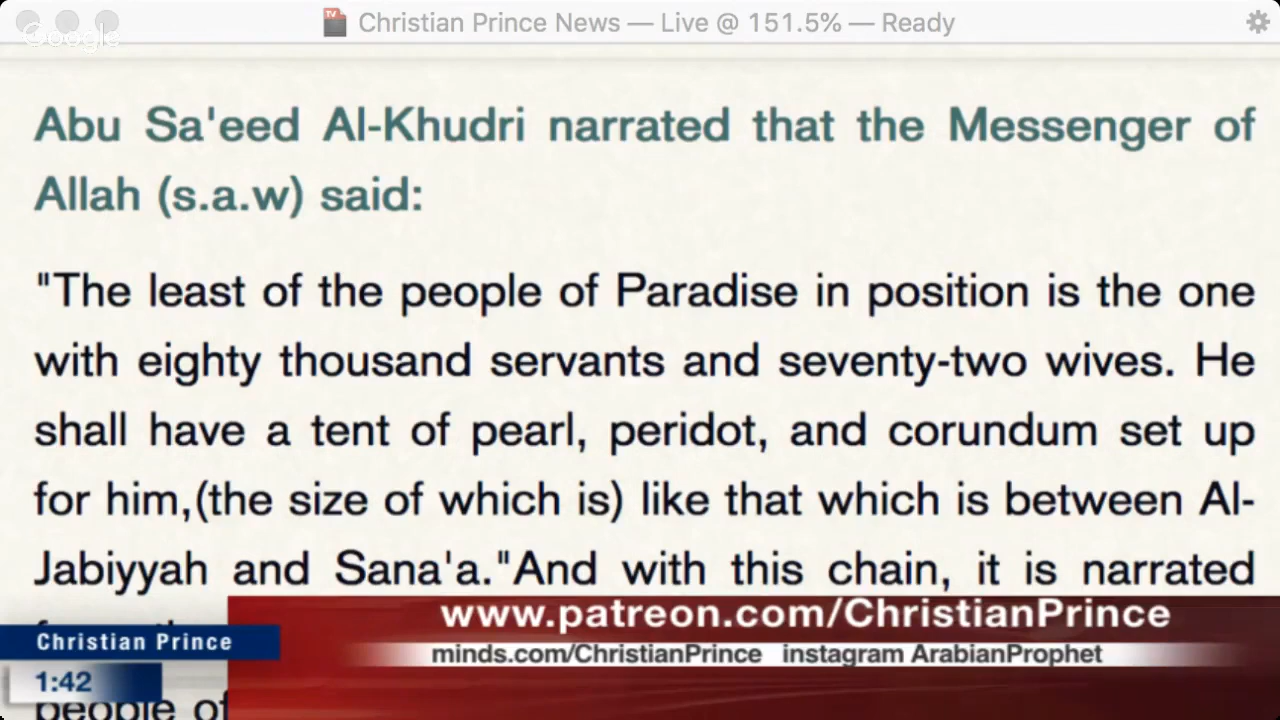 Christian Prince News — Live @ 151.5% — Ready
Google
Abu Sa'eed Al-Khudri narrated that the Messenger of
Allah (s.a.w) said:
"The least of the people of Paradise in position is the one
with eighty thousand servants and seventy-two wives. He
shall have a tent of pearl, peridot, and corundum set up
for him,(the size of which is) like that which is between Al-
Jabiyyah and Sana'a."And with this chain, it is narrated
www.patreon.com/ChristianPrince
Christian Prince
minds.com/ChristianPrince instagram ArabianProphet
1:42
people of